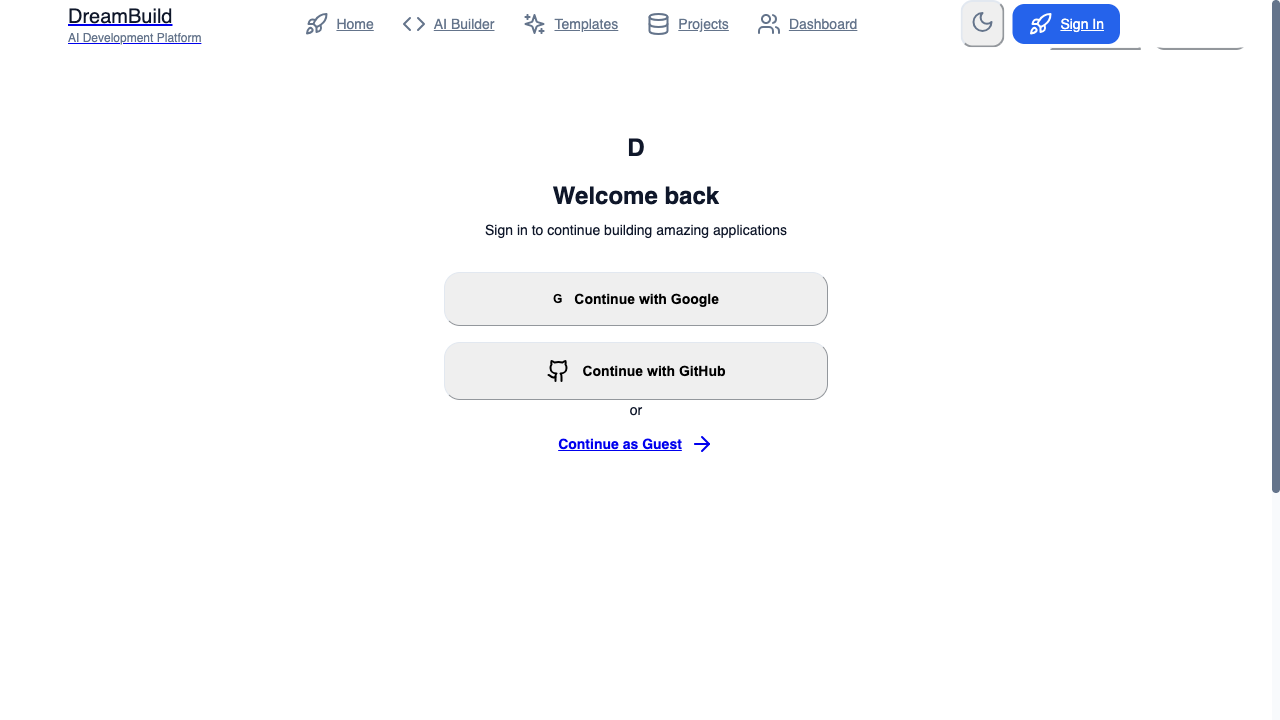 DreamBuild
AI Development Platform
Home
AI Builder
Templates
Projects
Dashboard
Sign In
D
Welcome back
Sign in to continue building amazing applications
G Continue with Google
Continue with GitHub
or
Continue as Guest